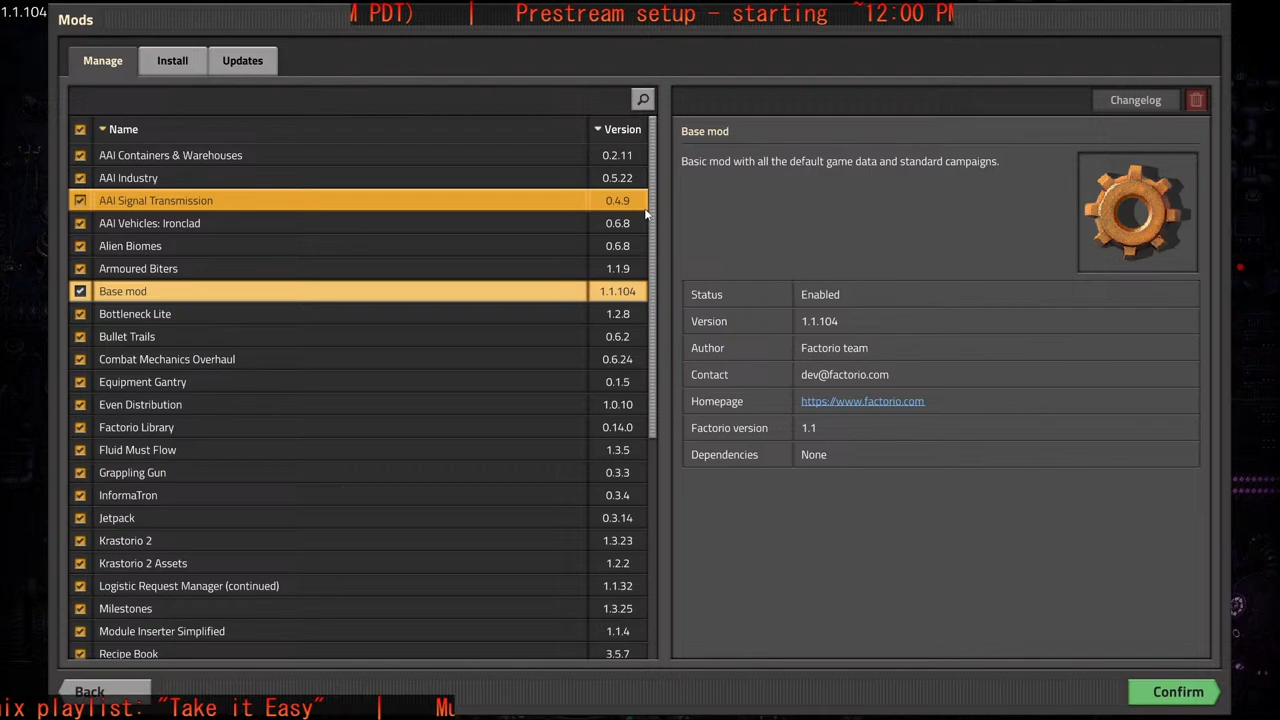 1.1.104
Mods
M PDT) | Prestream setup - starting ~12:00 PM
Manage Install Updates
Changelog
Name Version
AAI Containers & Warehouses 0.2.11
AAI Industry 0.5.22
AAI Signal Transmission 0.4.9
AAI Vehicles: Ironclad 0.6.8
Alien Biomes 0.6.8
Armoured Biters 1.1.9
Base mod 1.1.104
Bottleneck Lite 1.2.8
Bullet Trails 0.6.2
Combat Mechanics Overhaul 0.6.24
Equipment Gantry 0.1.5
Even Distribution 1.0.10
Factorio Library 0.14.0
Fluid Must Flow 1.3.5
Grappling Gun 0.3.3
InformaTron 0.3.4
Jetpack 0.3.14
Krastorio 2 1.3.23
Krastorio 2 Assets 1.2.2
Logistic Request Manager (continued) 1.1.32
Milestones 1.3.25
Module Inserter Simplified 1.1.4
Recipe Book 3.5.7
Base mod
Basic mod with all the default game data and standard campaigns.
Status Enabled
Version 1.1.104
Author Factorio team
Contact dev@factorio.com
Homepage https://www.factorio.com
Factorio version 1.1
Dependencies None
Back
Confirm
ix playlist: "Take it Easy" | Mu